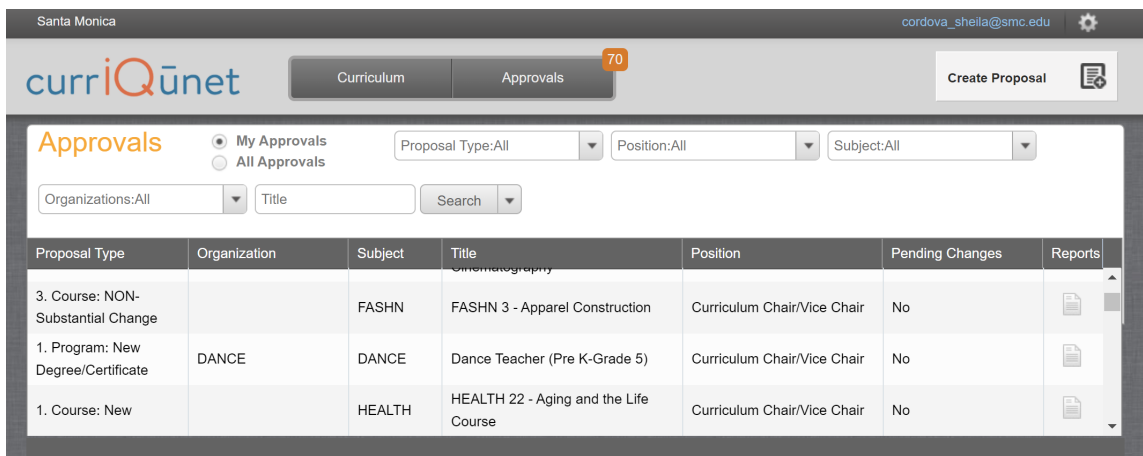 Santa Monica
cordova_sheila@smc.edu
currIQūnet
Curriculum
Approvals
70
Create Proposal
Approvals
My Approvals
All Approvals
Proposal Type:All
Position:All
Subject:All
Organizations:All
Title
Search
Proposal Type Organization Subject Title Position Pending Changes Reports
Cinematography
3. Course: NON-
Substantial Change
FASHN
FASHN 3 - Apparel Construction
Curriculum Chair/Vice Chair
No
1. Program: New
Degree/Certificate
DANCE
DANCE
Dance Teacher (Pre K-Grade 5)
Curriculum Chair/Vice Chair
No
1. Course: New
HEALTH
HEALTH 22 - Aging and the Life
Course
Curriculum Chair/Vice Chair
No